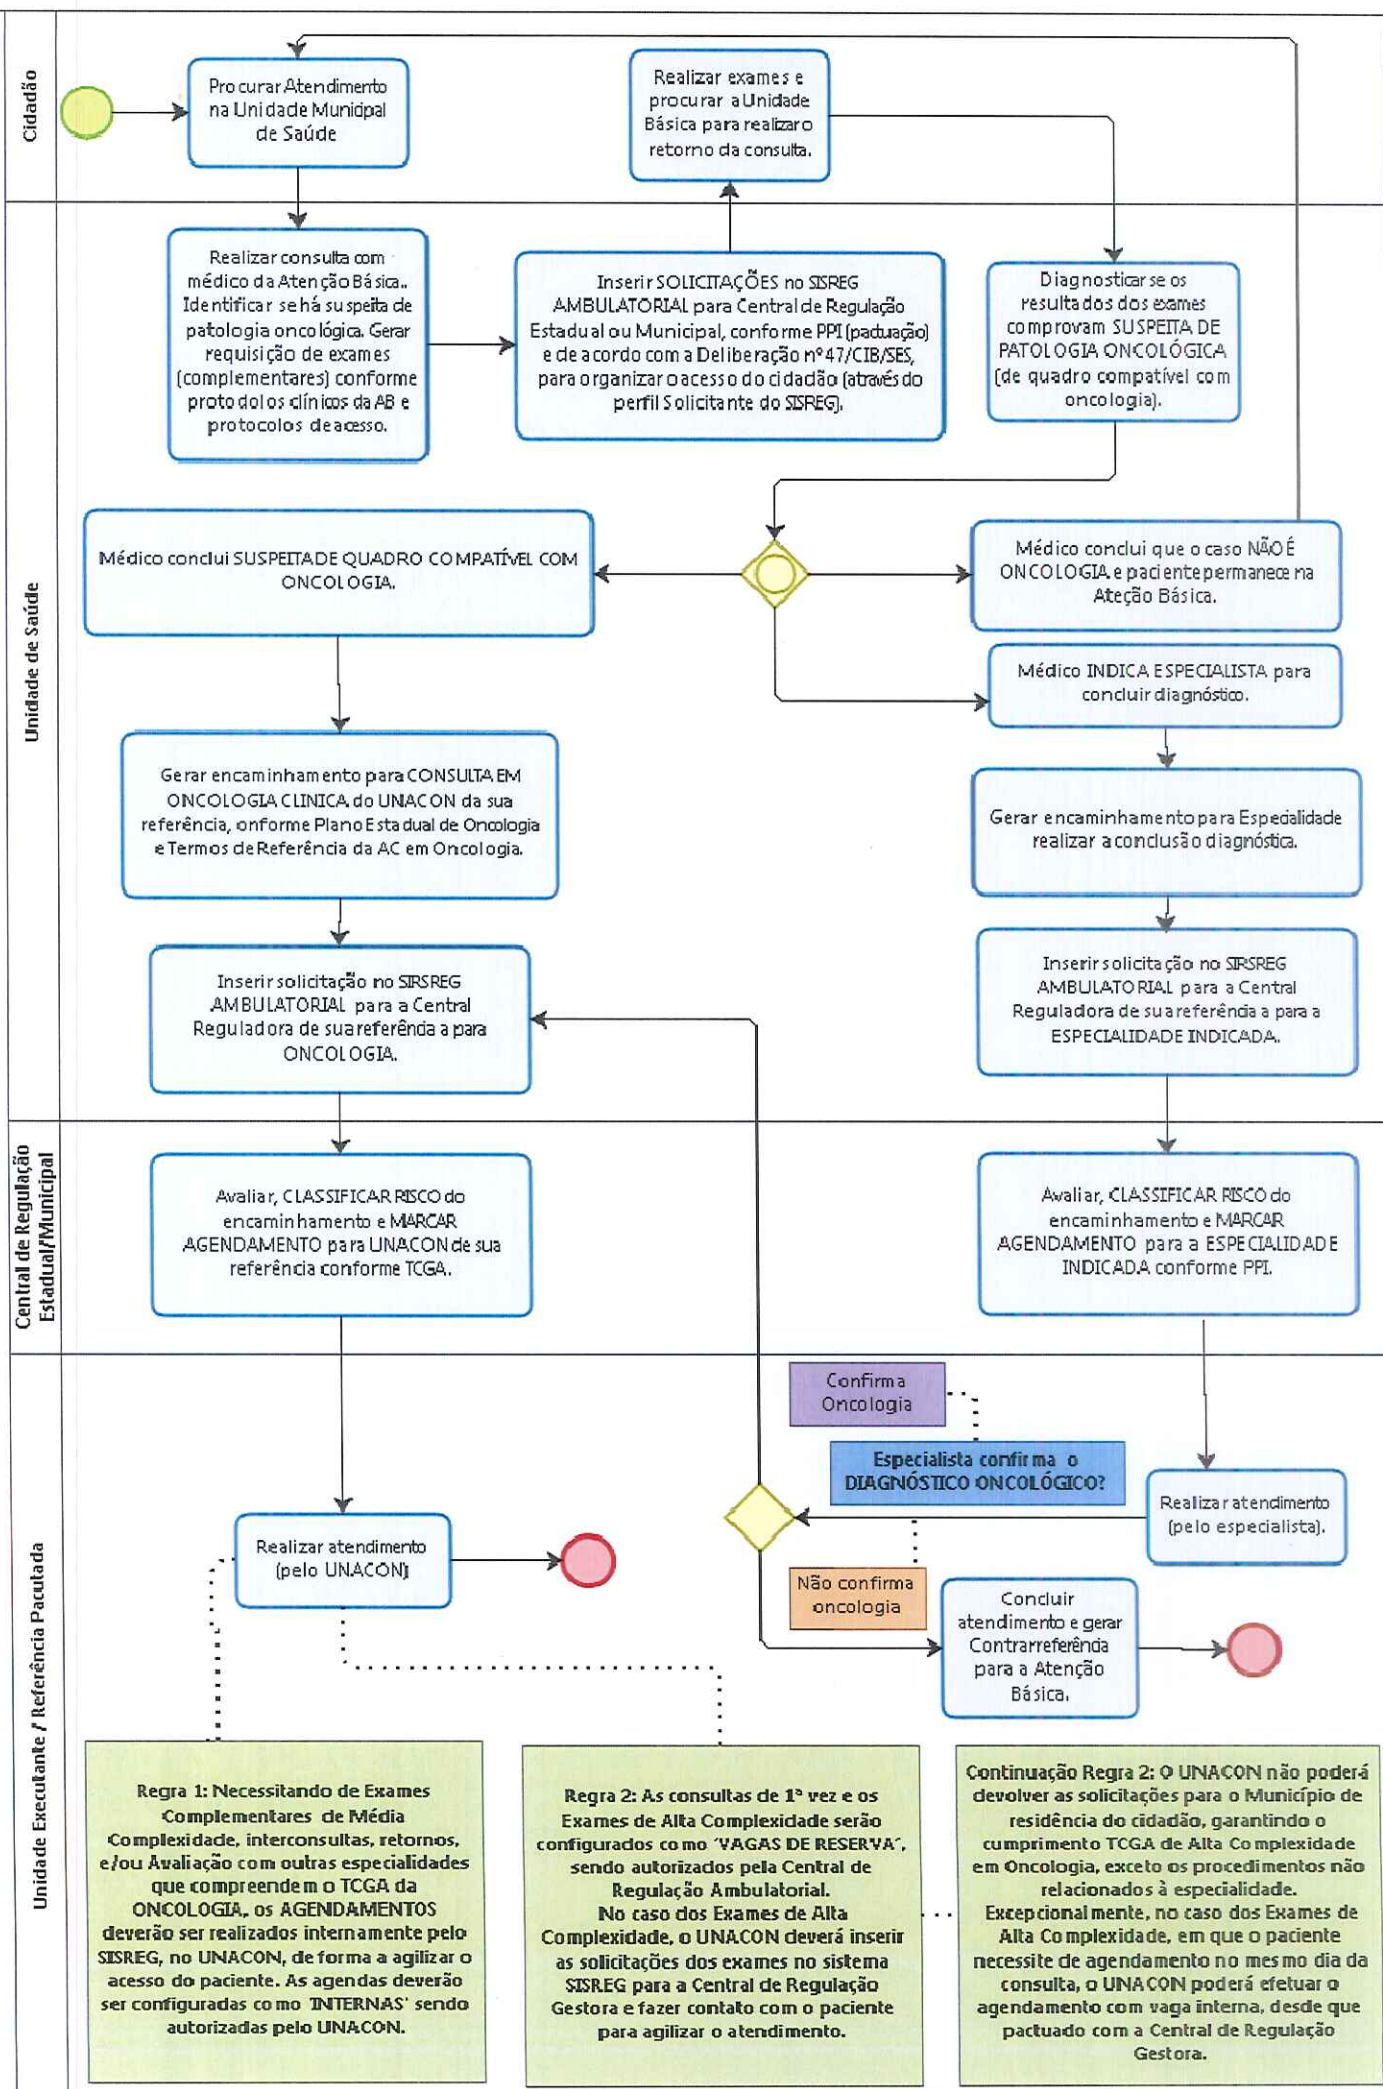 Cidadão
Procurar Atendimento
na Unidade Municipal
de Saúde
Realizar exames e
procurar a Unidade
Básica para realizar o
retorno da consulta.
Unidade de Saúde
Realizar consulta com
médico da Atenção Básica..
Identificar se há suspeita de
patologia oncológica. Gerar
requisição de exames
(complementares) conforme
protodolos clínicos da AB e
protocolos de acesso.
Inserir SOLICITAÇÕES no SISREG
AMBULATORIAL para Central de Regulação
Estadual ou Municipal, conforme PPI (pactuação)
e de acordo com a Deliberação nº 47/CIB/SES,
para organizar o acesso do cidadão (através do
perfil Solicitante do SISREG).
Diagnosticar se os
resultados dos exames
comprovam SUSPEITA DE
PATOLOGIA ONCOLÓGICA
(de quadro compatível com
oncologia).
Médico conclui SUSPEITA DE QUADRO COMPATÍVEL COM
ONCOLOGIA.
Médico conclui que o caso NÃO É
ONCOLOGIA e paciente permanece na
Ateção Básica.
Médico INDICA ESPECIALISTA para
concluir diagnóstico.
Gerar encaminhamento para CONSULTA EM
ONCOLOGIA CLINICA do UNACON da sua
referência, onforme Plano Estadual de Oncologia
e Termos de Referência da AC em Oncologia.
Gerar encaminhamento para Especialidade
realizar a conclusão diagnóstica.
Inserir solicitação no SIRSREG
AMBULATORIAL para a Central
Reguladora de sua referência a para
ONCOLOGIA.
Inserir solicitação no SIRSREG
AMBULATORIAL para a Central
Reguladora de sua referência a para a
ESPECIALIDADE INDICADA.
Central de Regulação
Estadual/Municipal
Avaliar, CLASSIFICAR RISCO do
encaminhamento e MARCAR
AGENDAMENTO para UNACON de sua
referência conforme TCGA.
Avaliar, CLASSIFICAR RISCO do
encaminhamento e MARCAR
AGENDAMENTO para a ESPECIALIDADE
INDICADA conforme PPI.
Unidade Executante / Referência Pacutada
Confirma
Oncologia
Especialista confirma o
DIAGNÓSTICO ONCOLÓGICO?
Realizar atendimento
(pelo especialista).
Realizar atendimento
(pelo UNACON)
Não confirma
oncologia
Concluir
atendimento e gerar
Contrarreferência
para a Atenção
Básica.
Regra 1: Necessitando de Exames
Complementares de Média
Complexidade, interconsultas, retornos,
e/ou Avaliação com outras especialidades
que compreendem o TCGA da
ONCOLOGIA, os AGENDAMENTOS
deverão ser realizados internamente pelo
SISREG, no UNACON, de forma a agilizar o
acesso do paciente. As agendas deverão
ser configuradas como 'INTERNAS' sendo
autorizadas pelo UNACON.
Regra 2: As consultas de 1ª vez e os
Exames de Alta Complexidade serão
configurados como ´VAGAS DE RESERVA´,
sendo autorizados pela Central de
Regulação Ambulatorial.
No caso dos Exames de Alta
Complexidade, o UNACON deverá inserir
as solicitações dos exames no sistema
SISREG para a Central de Regulação
Gestora e fazer contato com o paciente
para agilizar o atendimento.
Continuação Regra 2: O UNACON não poderá
devolver as solicitações para o Município de
residência do cidadão, garantindo o
cumprimento TCGA de Alta Complexidade
em Oncologia, exceto os procedimentos não
relacionados à especialidade.
Excepcionalmente, no caso dos Exames de
Alta Complexidade, em que o paciente
necessite de agendamento no mesmo dia da
consulta, o UNACON poderá efetuar o
agendamento com vaga interna, desde que
pactuado com a Central de Regulação
Gestora.